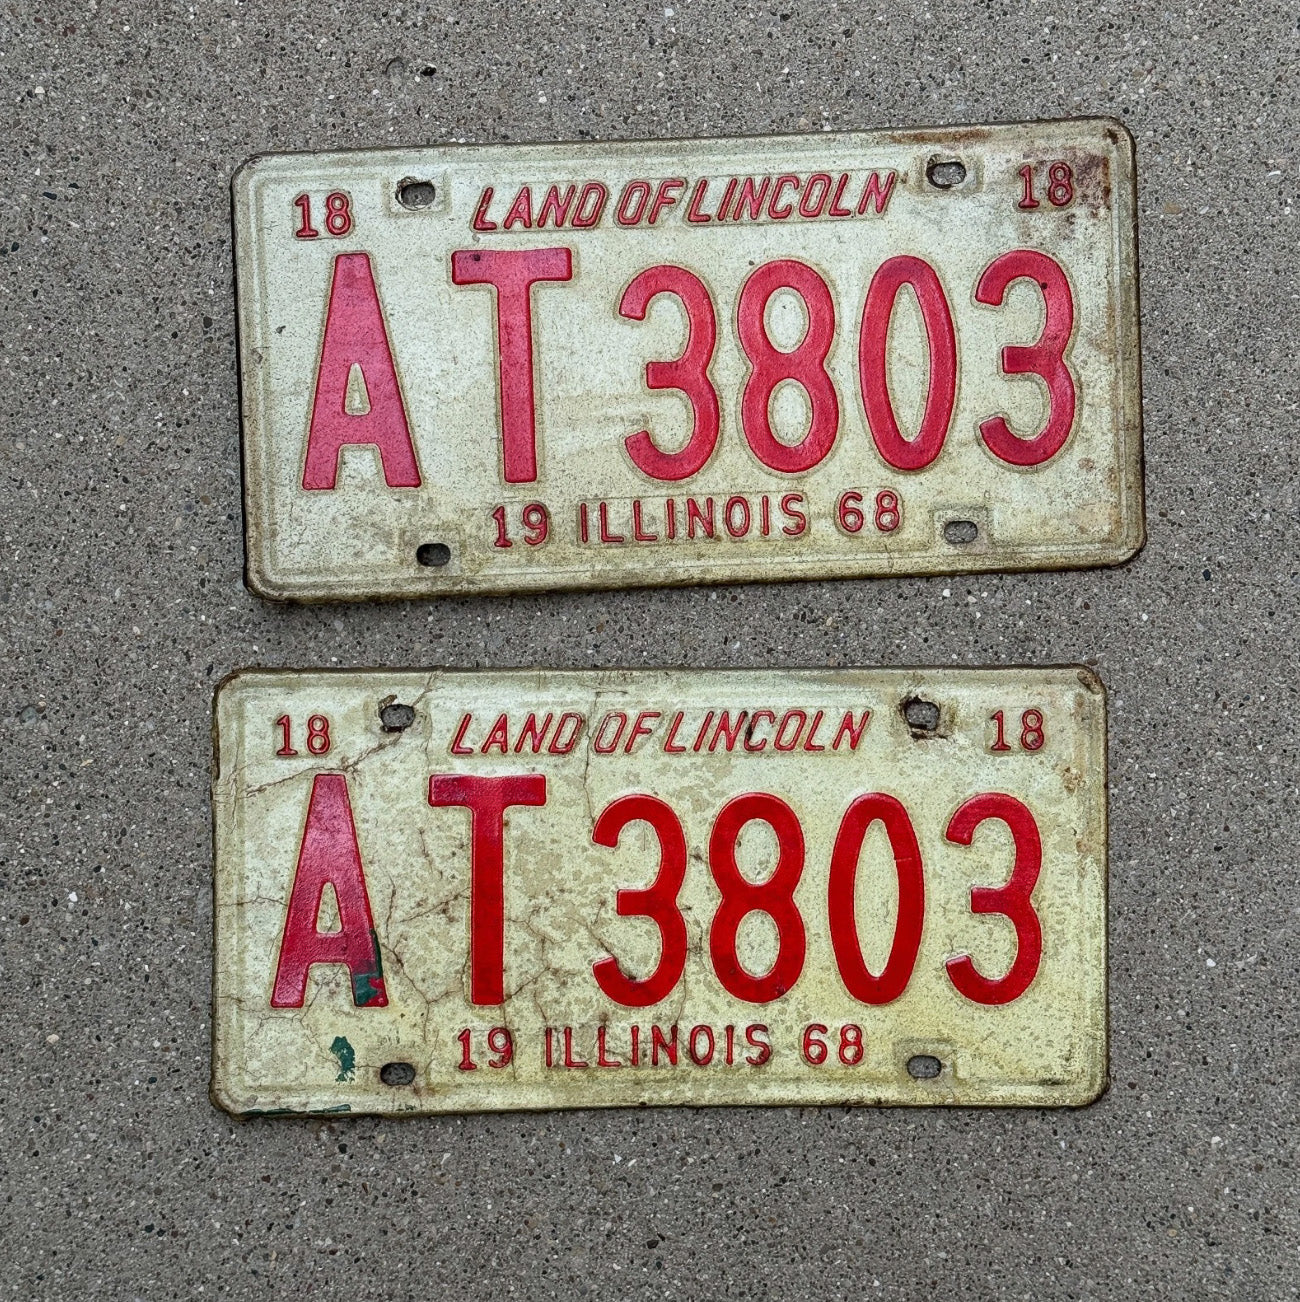 18 LAND OF LINCOLN 18
AT 3803
19 ILLINOIS 68
18 LAND OF LINCOLN 18
AT 3803
19 ILLINOIS 68